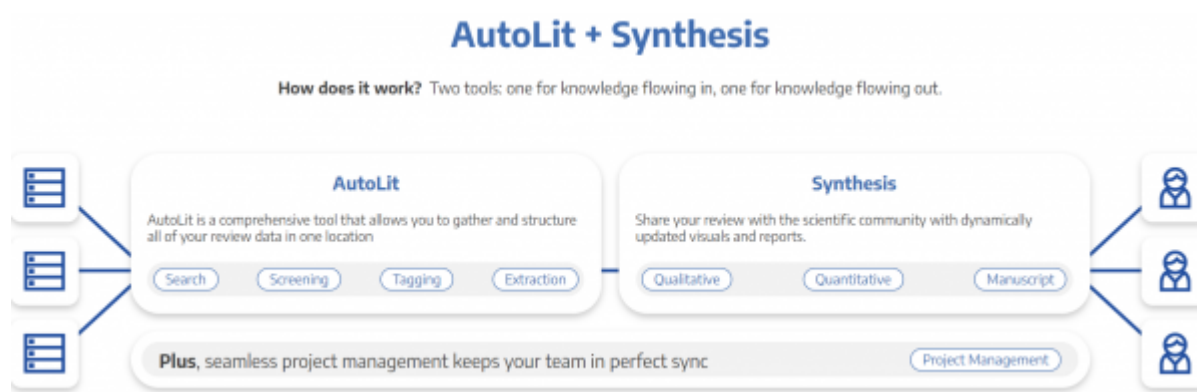 AutoLit + Synthesis
How does it work? Two tools: one for knowledge flowing in, one for knowledge flowing out.
AutoLit
AutoLit is a comprehensive tool that allows you to gather and structure
all of your review data in one location
Search
Screening
Tagging
Extraction
Synthesis
Share your review with the scientific community with dynamically
updated visuals and reports.
Qualitative
Quantitative
Manuscript
Plus, seamless project management keeps your team in perfect sync
Project Management